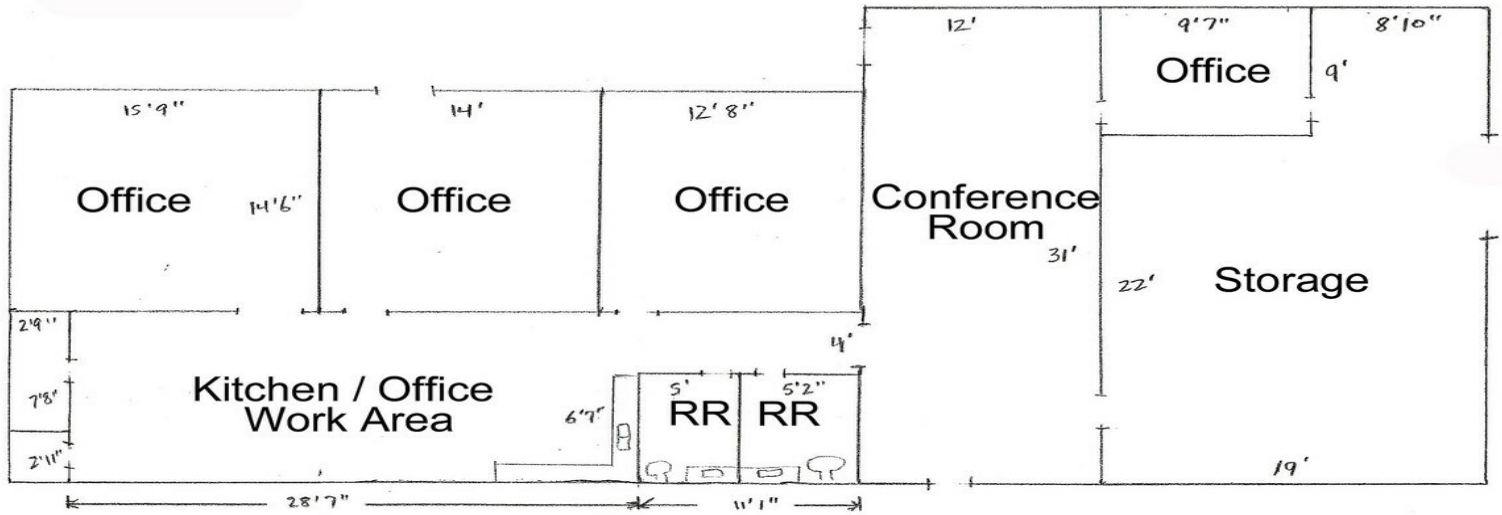 12'
9'7"
8'10"
Office
9'
15'9"
14'
12'8"
Office
14'6"
Office
Office
Conference
Room
31'
22'
Storage
2'9"
4'
Kitchen / Office
Work Area
7'8"
6'7"
5'
5'2"
RR
RR
2'11"
19'
28'7"
11'1"